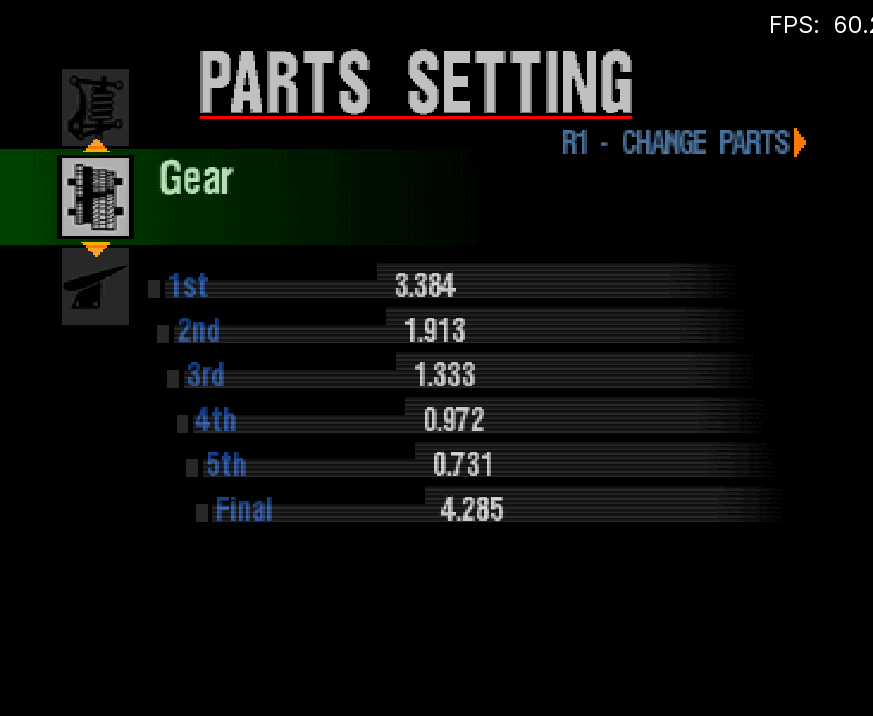 FPS: 60.2
PARTS SETTING
R1 - CHANGE PARTS
Gear
1st 3.384
2nd 1.913
3rd 1.333
4th 0.972
5th 0.731
Final 4.285